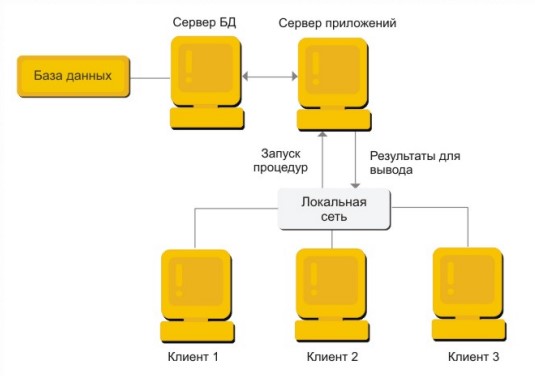 Сервер БД
Сервер приложений
База данных
Запуск
процедур
Результаты для
вывода
Локальная
сеть
Клиент 1
Клиент 2
Клиент 3